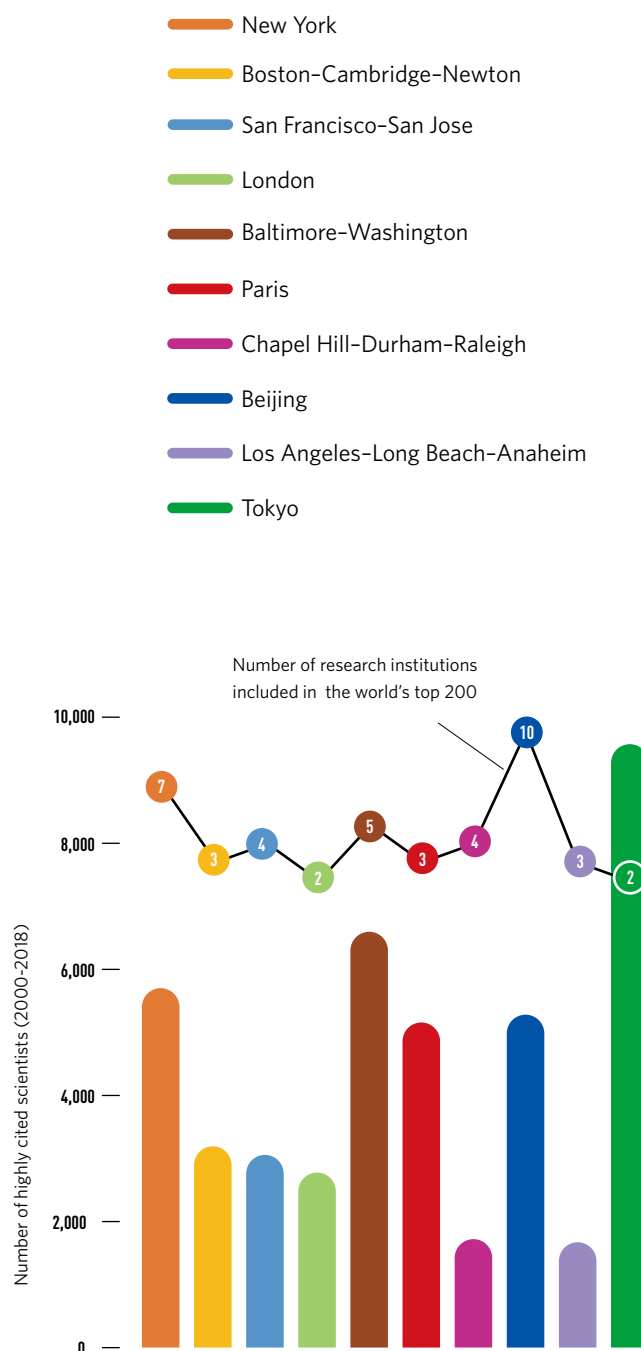 New York
Boston–Cambridge–Newton
San Francisco–San Jose
London
Baltimore–Washington
Paris
Chapel Hill–Durham–Raleigh
Beijing
Los Angeles–Long Beach–Anaheim
Tokyo
Number of research institutions
included in the world's top 200
10,000
8,000
6,000
4,000
2,000
0
Number of highly cited scientists (2000-2018)
7
3
4
2
5
3
4
10
3
2